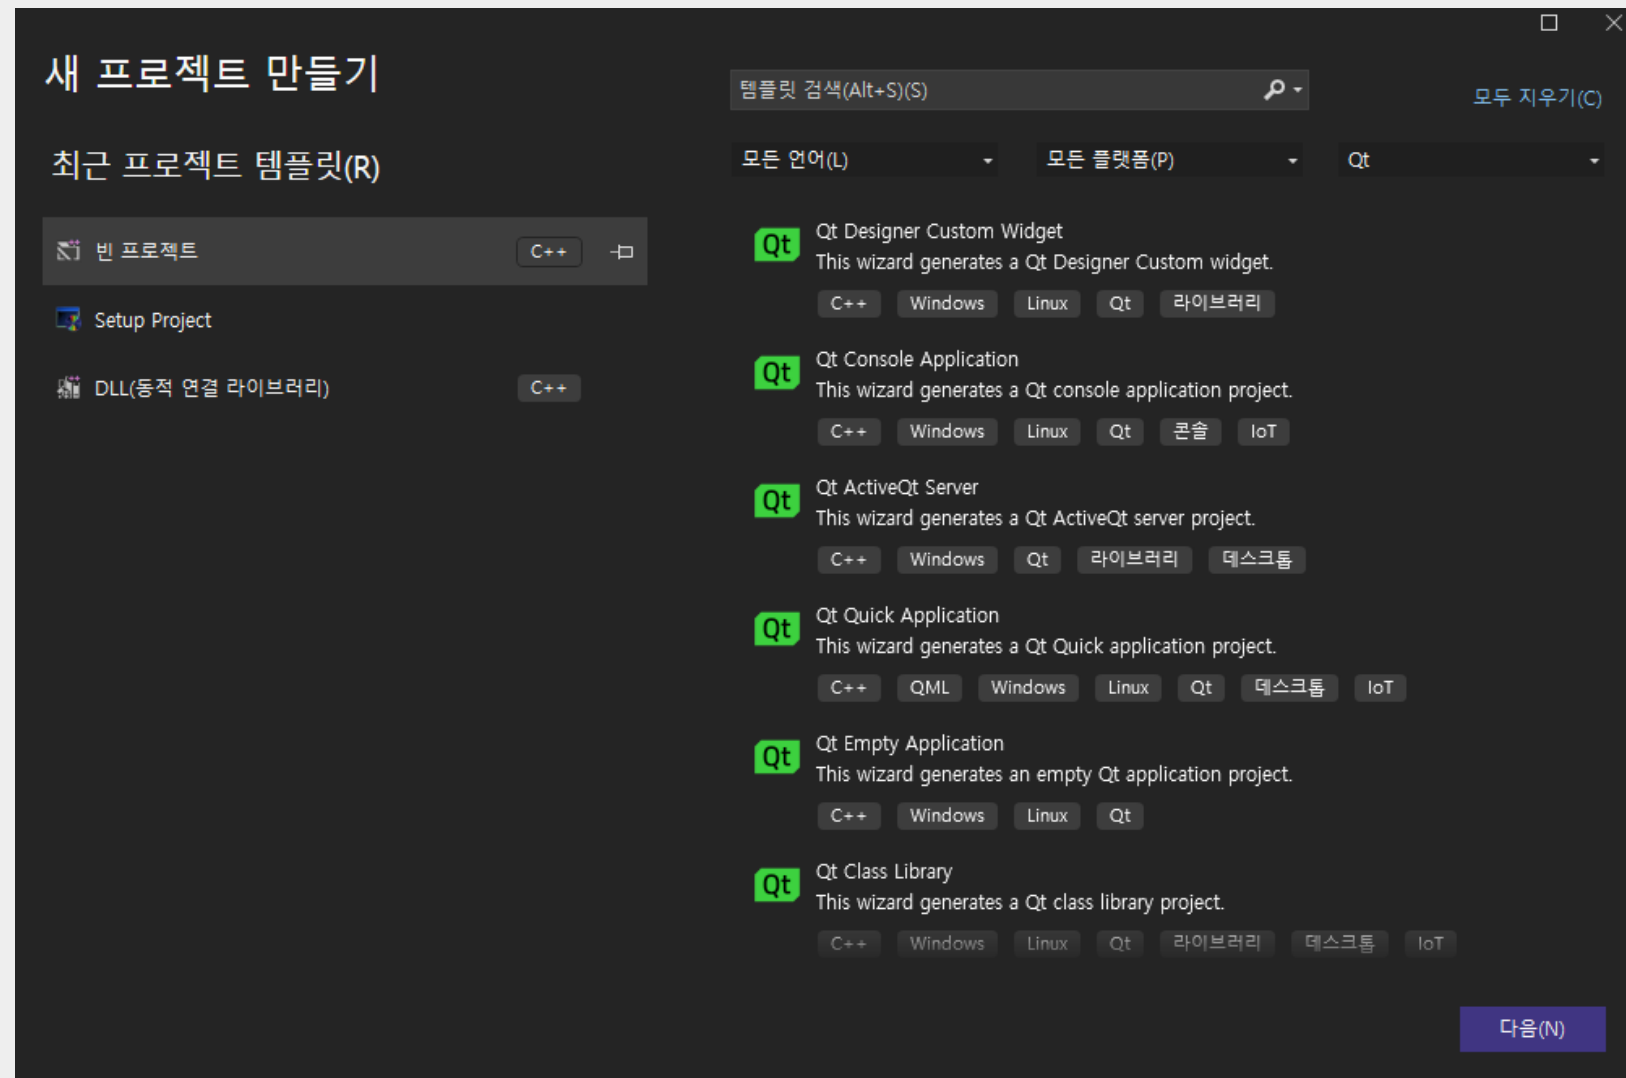 새 프로젝트 만들기
최근 프로젝트 템플릿(R)
빈 프로젝트 C++
Setup Project
DLL(동적 연결 라이브러리) C++
템플릿 검색(Alt+S)(S)
모두 지우기(C)
모든 언어(L) 모든 플랫폼(P) Qt
Qt Qt Designer Custom Widget
This wizard generates a Qt Designer Custom widget.
C++ Windows Linux Qt 라이브러리
Qt Qt Console Application
This wizard generates a Qt console application project.
C++ Windows Linux Qt 콘솔 IoT
Qt Qt ActiveQt Server
This wizard generates a Qt ActiveQt server project.
C++ Windows Qt 라이브러리 데스크톱
Qt Qt Quick Application
This wizard generates a Qt Quick application project.
C++ QML Windows Linux Qt 데스크톱 IoT
Qt Qt Empty Application
This wizard generates an empty Qt application project.
C++ Windows Linux Qt
Qt Qt Class Library
This wizard generates a Qt class library project.
C++ Windows Linux Qt 라이브러리 데스크톱 IoT
다음(N)